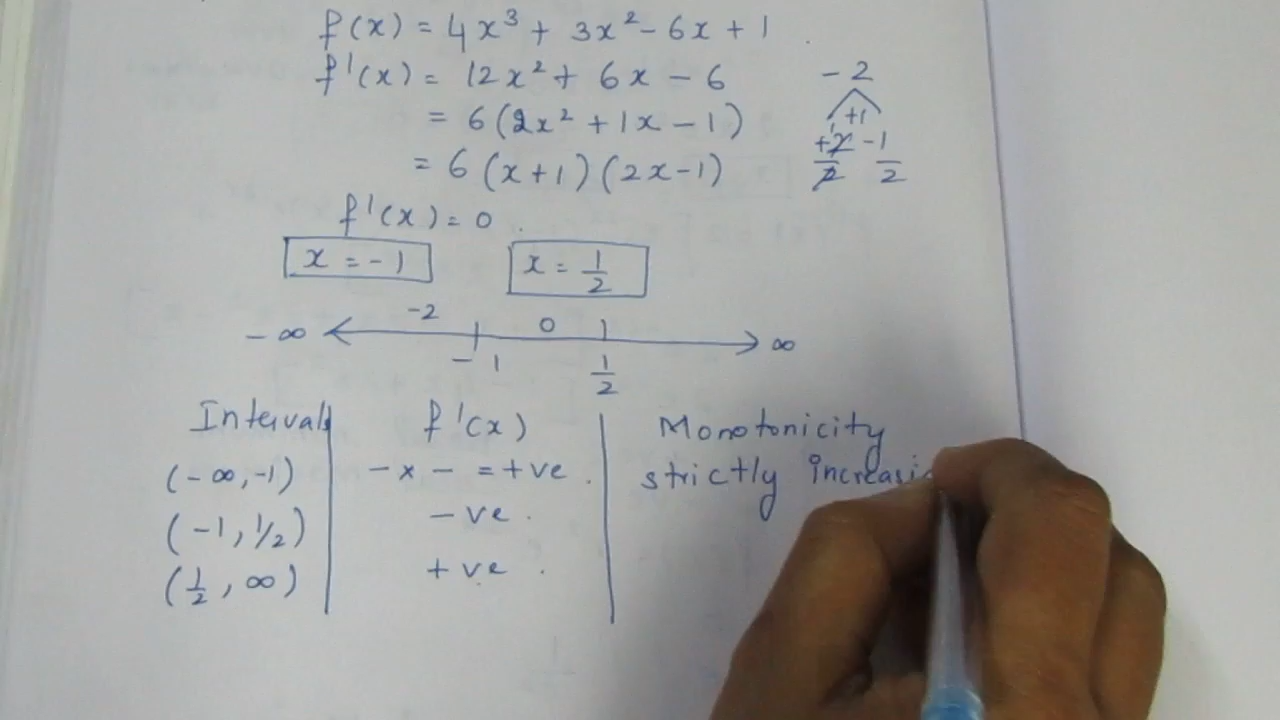 f(x) = 4x³ + 3x² - 6x + 1
f'(x) = 12x² + 6x - 6
= 6(2x² + 1x - 1)
= 6(x+1)(2x-1)
-2
+1
+2 -1
2 2
1
f'(x) = 0
x = -1
x = 1/2
-2 0
-∞ ∞
-1 1/2
Intervals f'(x) Monotonicity
(-∞,-1) -x- = +ve. strictly increasi
(-1, 1/2) -ve.
(1/2, ∞) +ve.